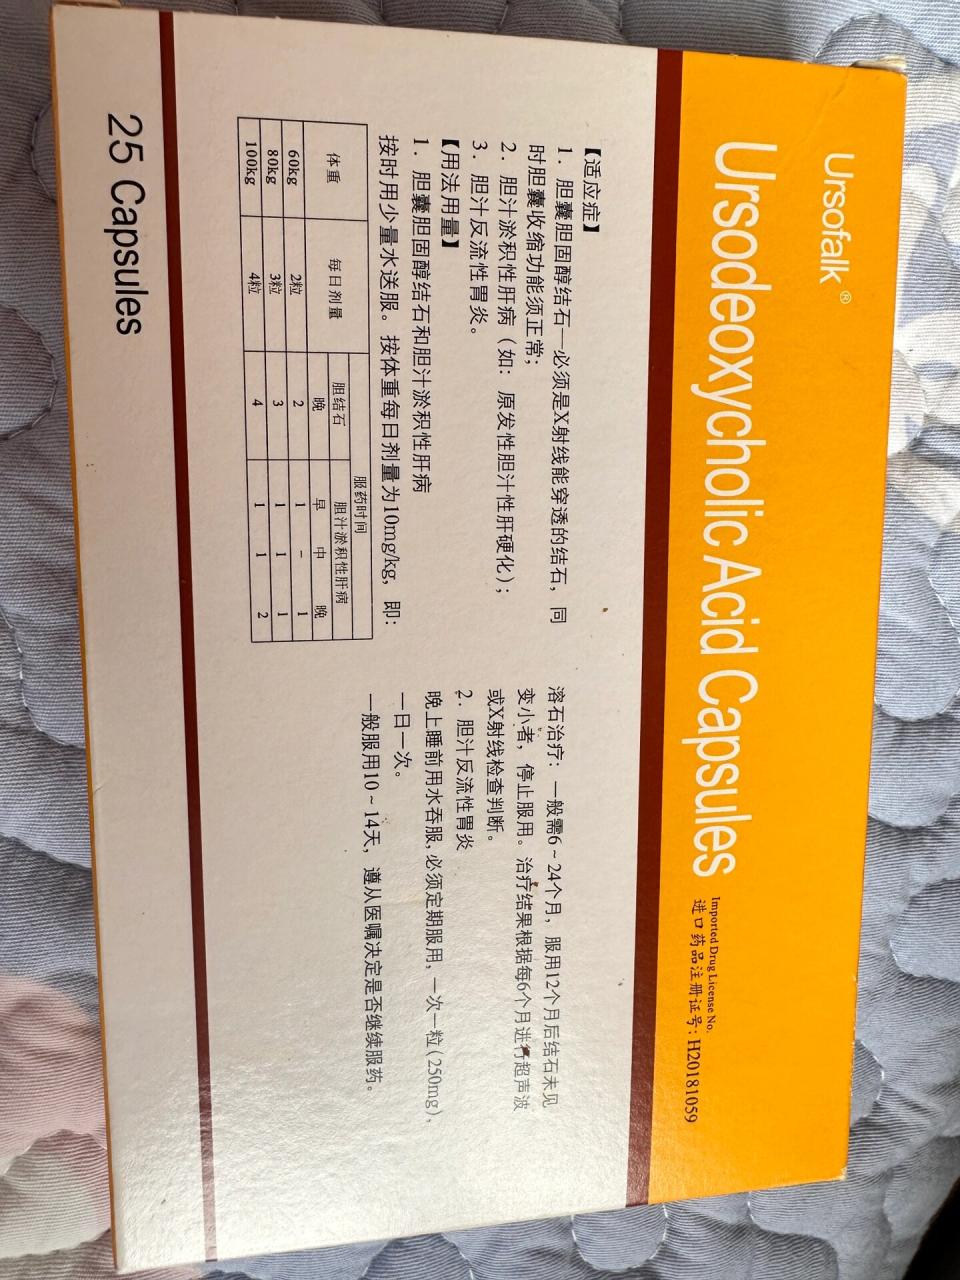 Ursofalk®
Ursodeoxycholic Acid Capsules
Imported Drug License No.
进口药品注册证号：H20181059
【适应症】
1. 胆囊胆固醇结石—必须是X射线能穿透的结石，同
时胆囊收缩功能须正常；
2. 胆汁淤积性肝病（如：原发性胆汁性肝硬化）；
3. 胆汁反流性胃炎。
【用法用量】
1. 胆囊胆固醇结石和胆汁淤积性肝病
按时用少量水送服。按体重每日剂量为10mg/kg，即：
体重 每日剂量 服药时间
胆结石 胆汁淤积性肝病
晚 早 中 晚
60kg 2粒 2 1 – 1
80kg 3粒 3 1 1 1
100kg 4粒 4 1 1 2
溶石治疗：一般需6~24个月，服用12个月后结石未见
变小者，停止服用。治疗结果根据每6个月进行超声波
或X射线检查判断。
2. 胆汁反流性胃炎
晚上睡前用水吞服，必须定期服用，一次一粒（250mg），
一日一次。
一般服用10~14天，遵从医嘱决定是否继续服药。
25 Capsules